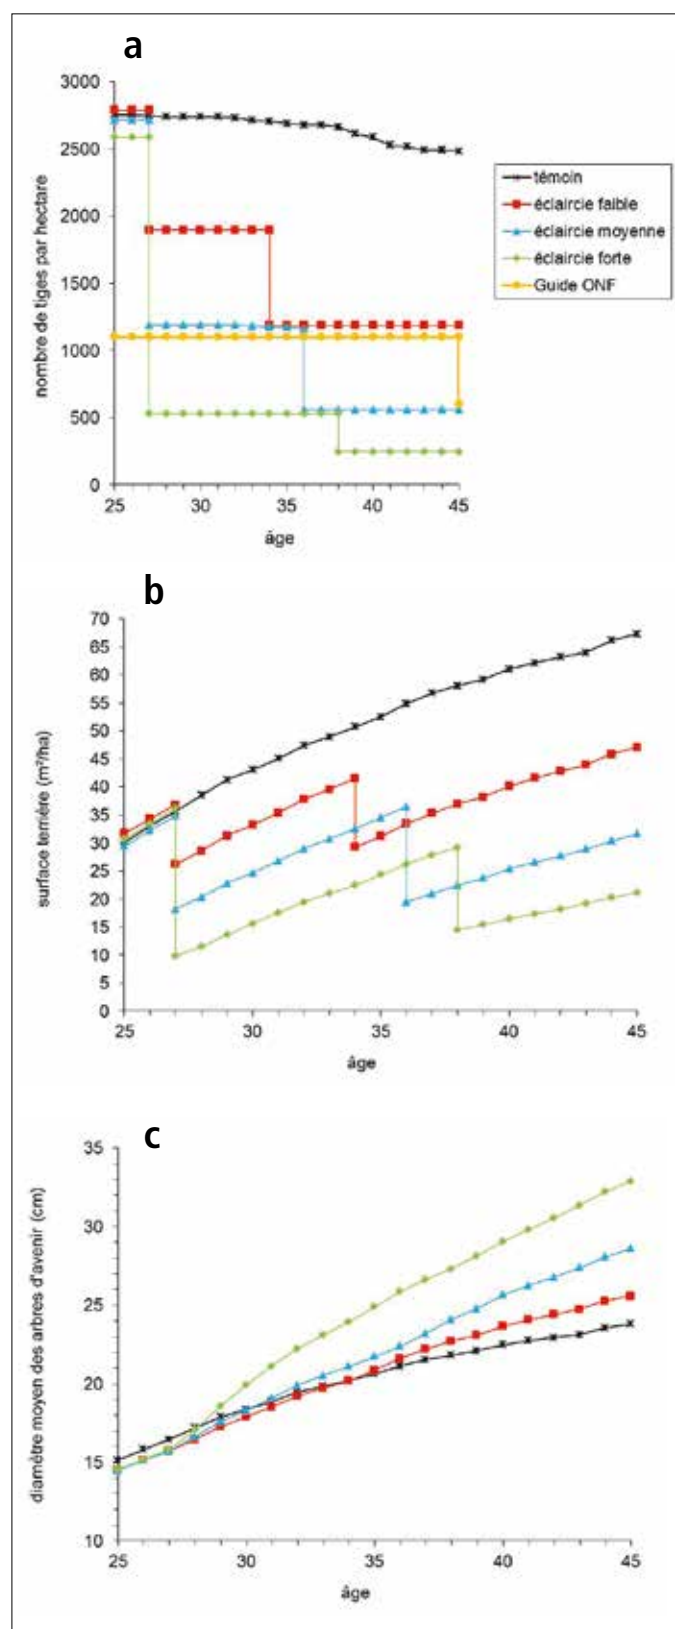 a
3000
2500
2000
1500
1000
500
0
nombre de tiges par hectare
25 30 35 40 45
âge
témoin
éclaircie faible
éclaircie moyenne
éclaircie forte
Guide ONF
b
70
65
60
55
50
45
40
35
30
25
20
15
10
5
0
surface terrière (m²/ha)
25 30 35 40 45
âge
c
35
30
25
20
15
10
diamètre moyen des arbres d'avenir (cm)
25 30 35 40 45
âge